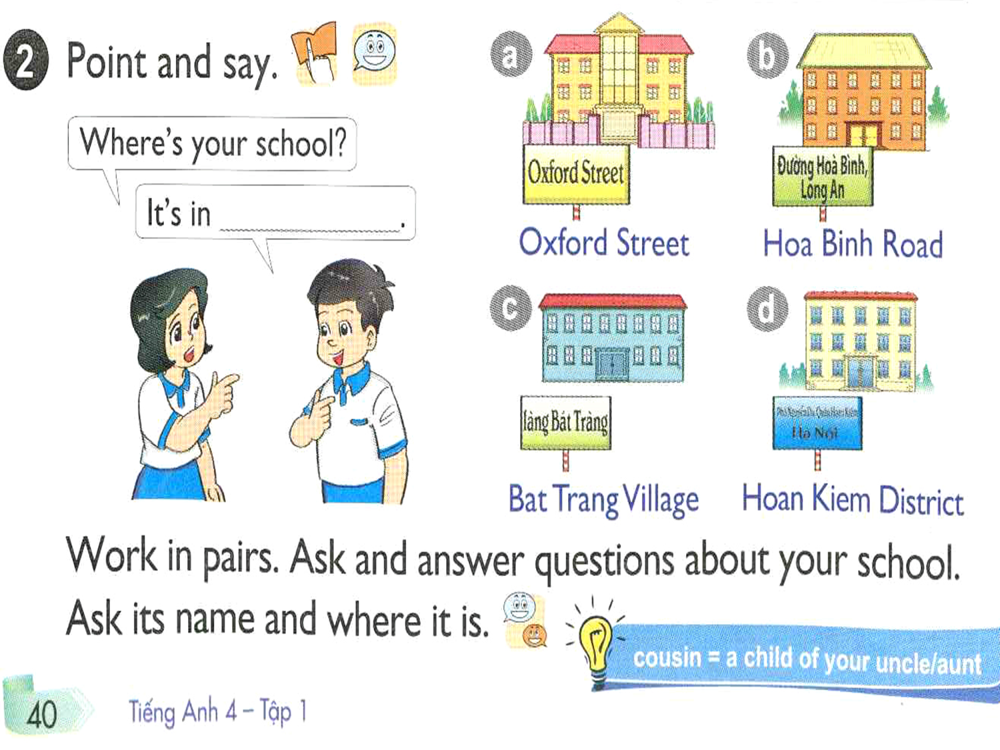 2 Point and say.
Where's your school?
It's in ______________.
a
Oxford Street
Oxford Street
b
Đường Hoà Bình,
Long An
Hoa Binh Road
c
Bát Tràng
Bat Trang Village
d
Hà Nội
Hoan Kiem District
Work in pairs. Ask and answer questions about your school.
Ask its name and where it is.
cousin = a child of your uncle/aunt
40 Tiếng Anh 4 – Tập 1